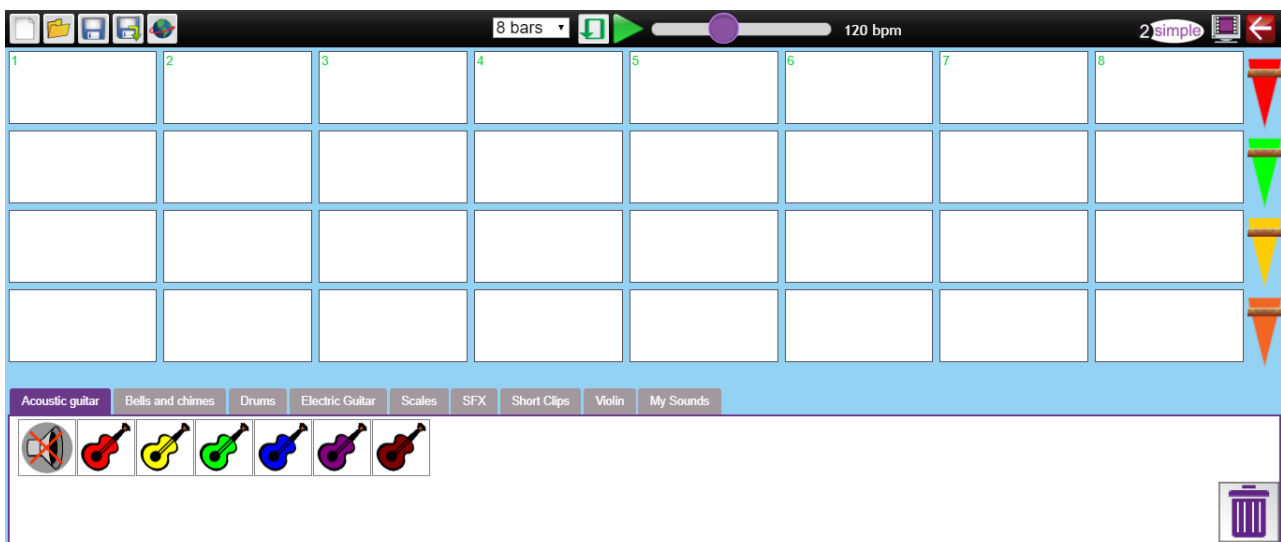 8 bars 120 bpm 2simple
1 2 3 4 5 6 7 8
Acoustic guitar Bells and chimes Drums Electric Guitar Scales SFX Short Clips Violin My Sounds